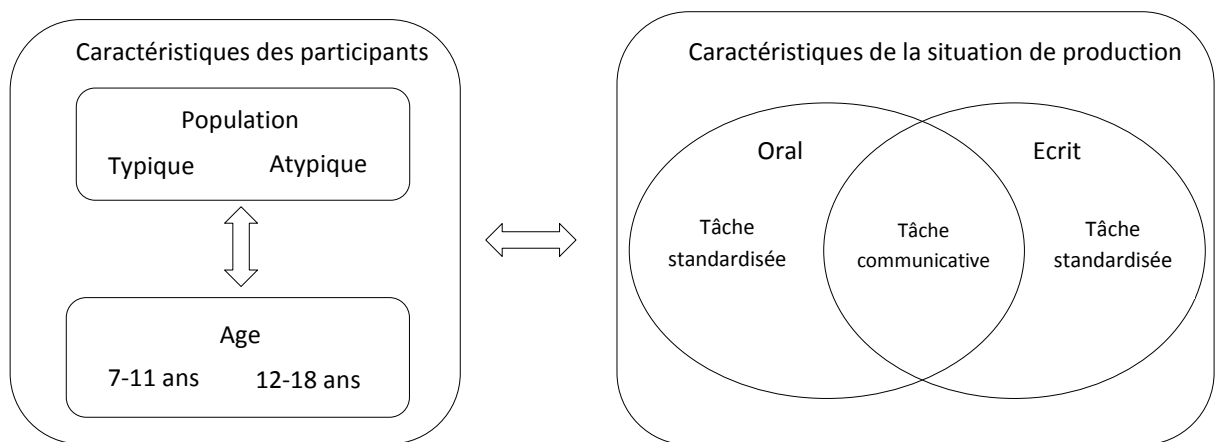 Caractéristiques des participants
Population
Typique
Atypique
Age
7-11 ans
12-18 ans
Caractéristiques de la situation de production
Oral
Ecrit
Tâche
standardisée
Tâche
communicative
Tâche
standardisée